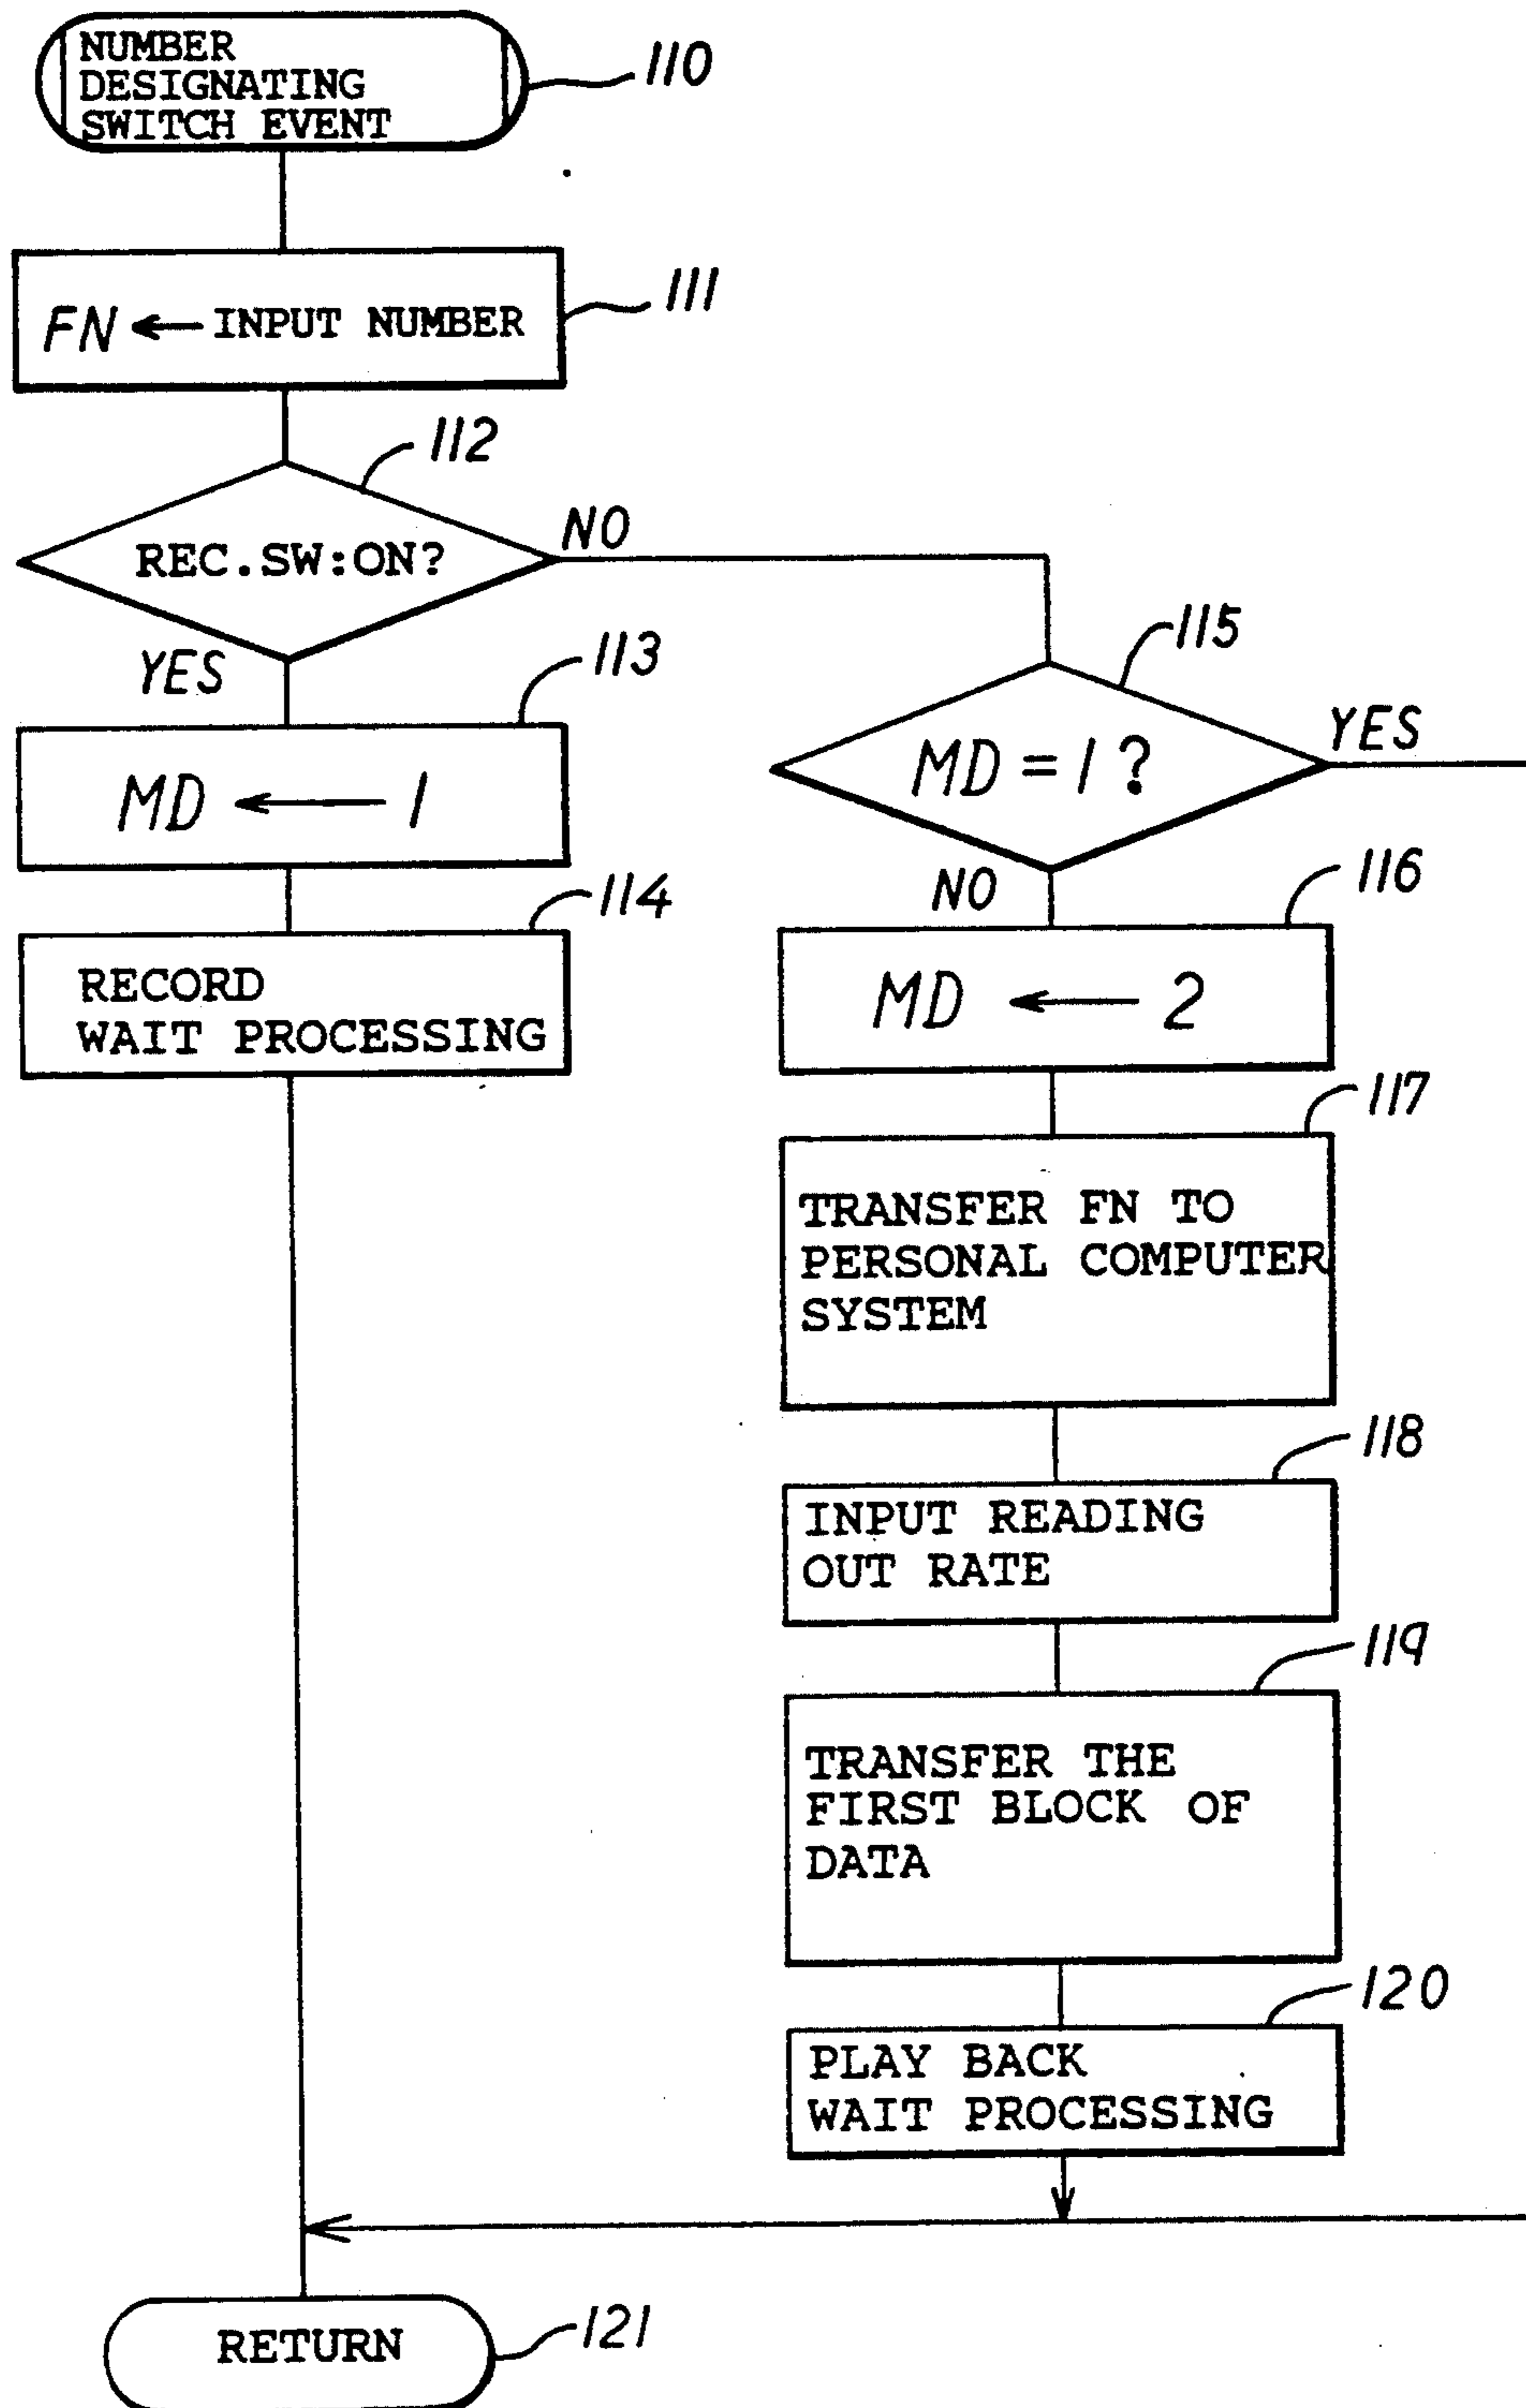 NUMBER
DESIGNATING
SWITCH EVENT
110
FN ← INPUT NUMBER
111
112
REC.SW:ON?
NO
YES
113
MD ← 1
114
RECORD
WAIT PROCESSING
115
MD = 1 ?
YES
NO
116
MD ← 2
117
TRANSFER FN TO
PERSONAL COMPUTER
SYSTEM
118
INPUT READING
OUT RATE
119
TRANSFER THE
FIRST BLOCK OF
DATA
120
PLAY BACK
WAIT PROCESSING
RETURN
121